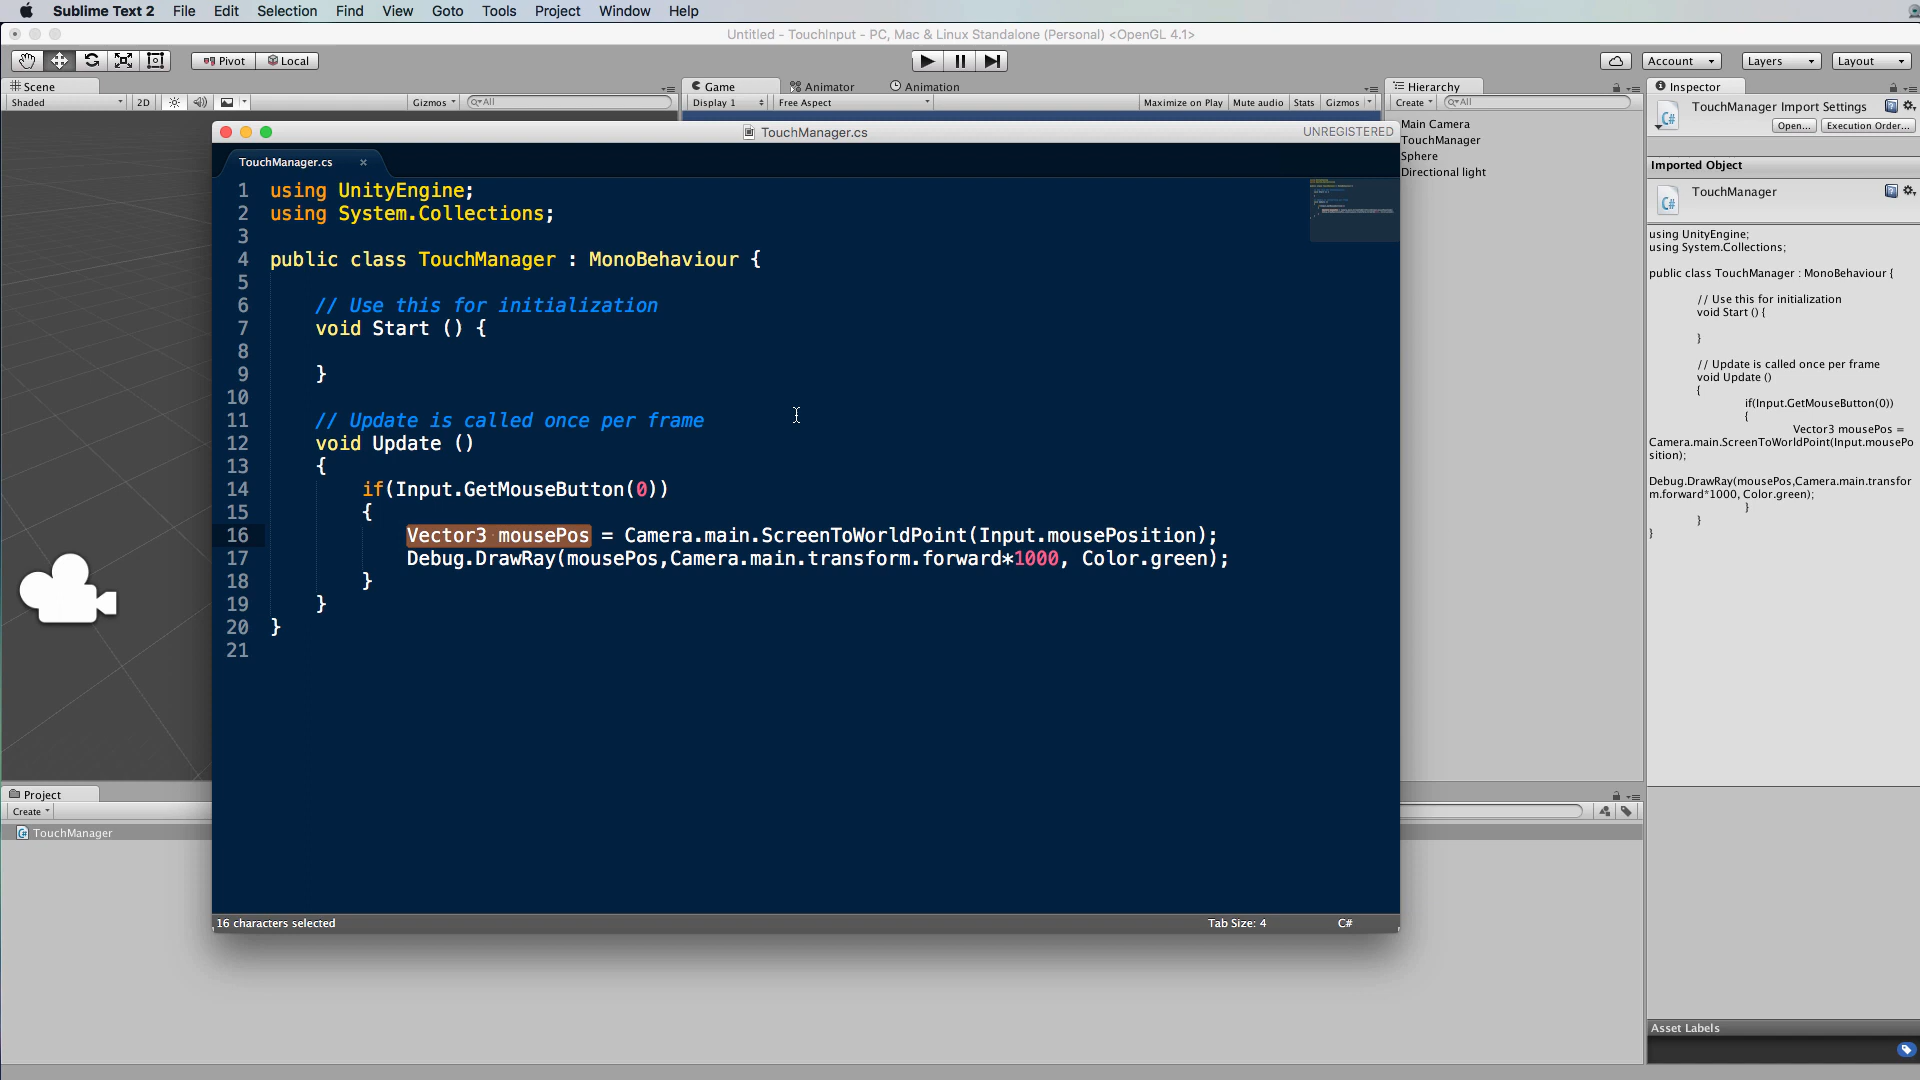 Sublime Text 2 File Edit Selection Find View Goto Tools Project Window Help
Untitled - TouchInput - PC, Mac & Linux Standalone (Personal) <OpenGL 4.1>
Pivot Local Account Layers Layout
Scene
Shaded 2D Gizmos All
Game Animator Animation
Display 1 Free Aspect Maximize on Play Mute audio Stats Gizmos
Hierarchy
Create All
Main Camera
TouchManager
Sphere
Directional light
TouchManager.cs UNREGISTERED
TouchManager.cs ×
1 using UnityEngine;
2 using System.Collections;
3
4 public class TouchManager : MonoBehaviour {
5
6 // Use this for initialization
7 void Start () {
8
9 }
10
11 // Update is called once per frame
12 void Update ()
13 {
14 if(Input.GetMouseButton(0))
15 {
16 Vector3 mousePos = Camera.main.ScreenToWorldPoint(Input.mousePosition);
17 Debug.DrawRay(mousePos,Camera.main.transform.forward*1000, Color.green);
18 }
19 }
20 }
21
16 characters selected Tab Size: 4 C#
Project
Create
TouchManager
Inspector
TouchManager Import Settings
C#
Open... Execution Order...
Imported Object
TouchManager
C#
using UnityEngine;
using System.Collections;
public class TouchManager : MonoBehaviour {
// Use this for initialization
void Start () {
}
// Update is called once per frame
void Update ()
{
if(Input.GetMouseButton(0))
{
Vector3 mousePos =
Camera.main.ScreenToWorldPoint(Input.mousePo
sition);
Debug.DrawRay(mousePos,Camera.main.transfor
m.forward*1000, Color.green);
}
}
}
Asset Labels